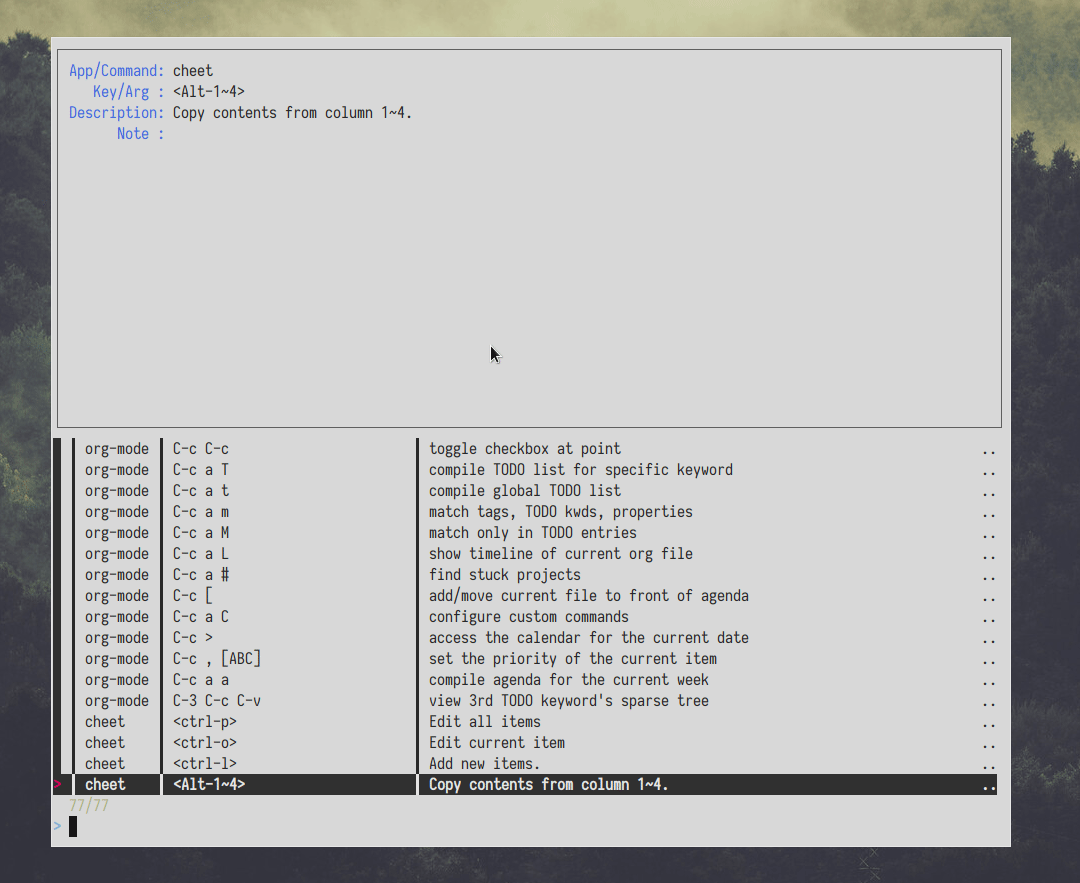 App/Command: cheet
Key/Arg : <Alt-1~4>
Description: Copy contents from column 1~4.
Note :
org-mode C-c C-c toggle checkbox at point ..
org-mode C-c a T compile TODO list for specific keyword ..
org-mode C-c a t compile global TODO list ..
org-mode C-c a m match tags, TODO kwds, properties ..
org-mode C-c a M match only in TODO entries ..
org-mode C-c a L show timeline of current org file ..
org-mode C-c a # find stuck projects ..
org-mode C-c [ add/move current file to front of agenda ..
org-mode C-c a C configure custom commands ..
org-mode C-c > access the calendar for the current date ..
org-mode C-c , [ABC] set the priority of the current item ..
org-mode C-c a a compile agenda for the current week ..
org-mode C-3 C-c C-v view 3rd TODO keyword's sparse tree ..
cheet <ctrl-p> Edit all items ..
cheet <ctrl-o> Edit current item ..
cheet <ctrl-l> Add new items. ..
> cheet <Alt-1~4> Copy contents from column 1~4. ..
77/77
>